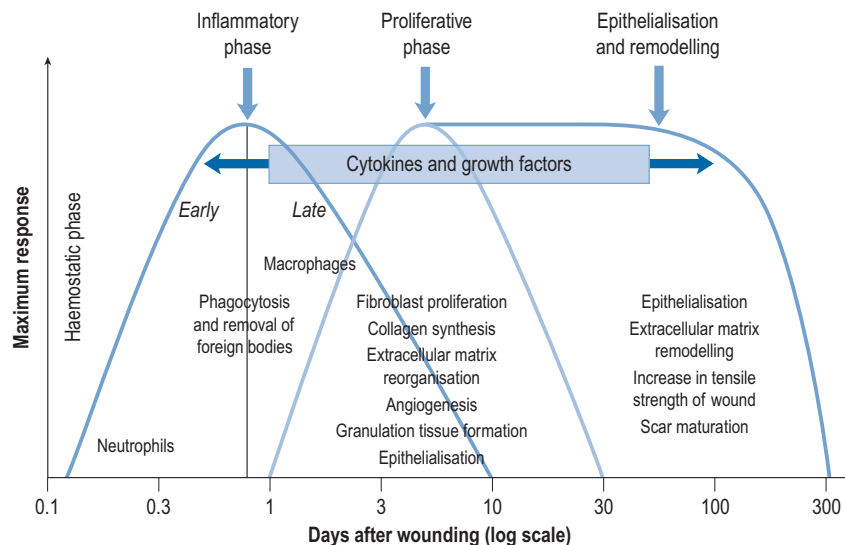 Inflammatory
phase
Proliferative
phase
Epithelialisation
and remodelling
Cytokines and growth factors
Early
Late
Maximum response
Haemostatic phase
Macrophages
Phagocytosis
and removal of
foreign bodies
Neutrophils
Fibroblast proliferation
Collagen synthesis
Extracellular matrix
reorganisation
Angiogenesis
Granulation tissue formation
Epithelialisation
Epithelialisation
Extracellular matrix
remodelling
Increase in tensile
strength of wound
Scar maturation
0.1 0.3 1 3 10 30 100 300
Days after wounding (log scale)